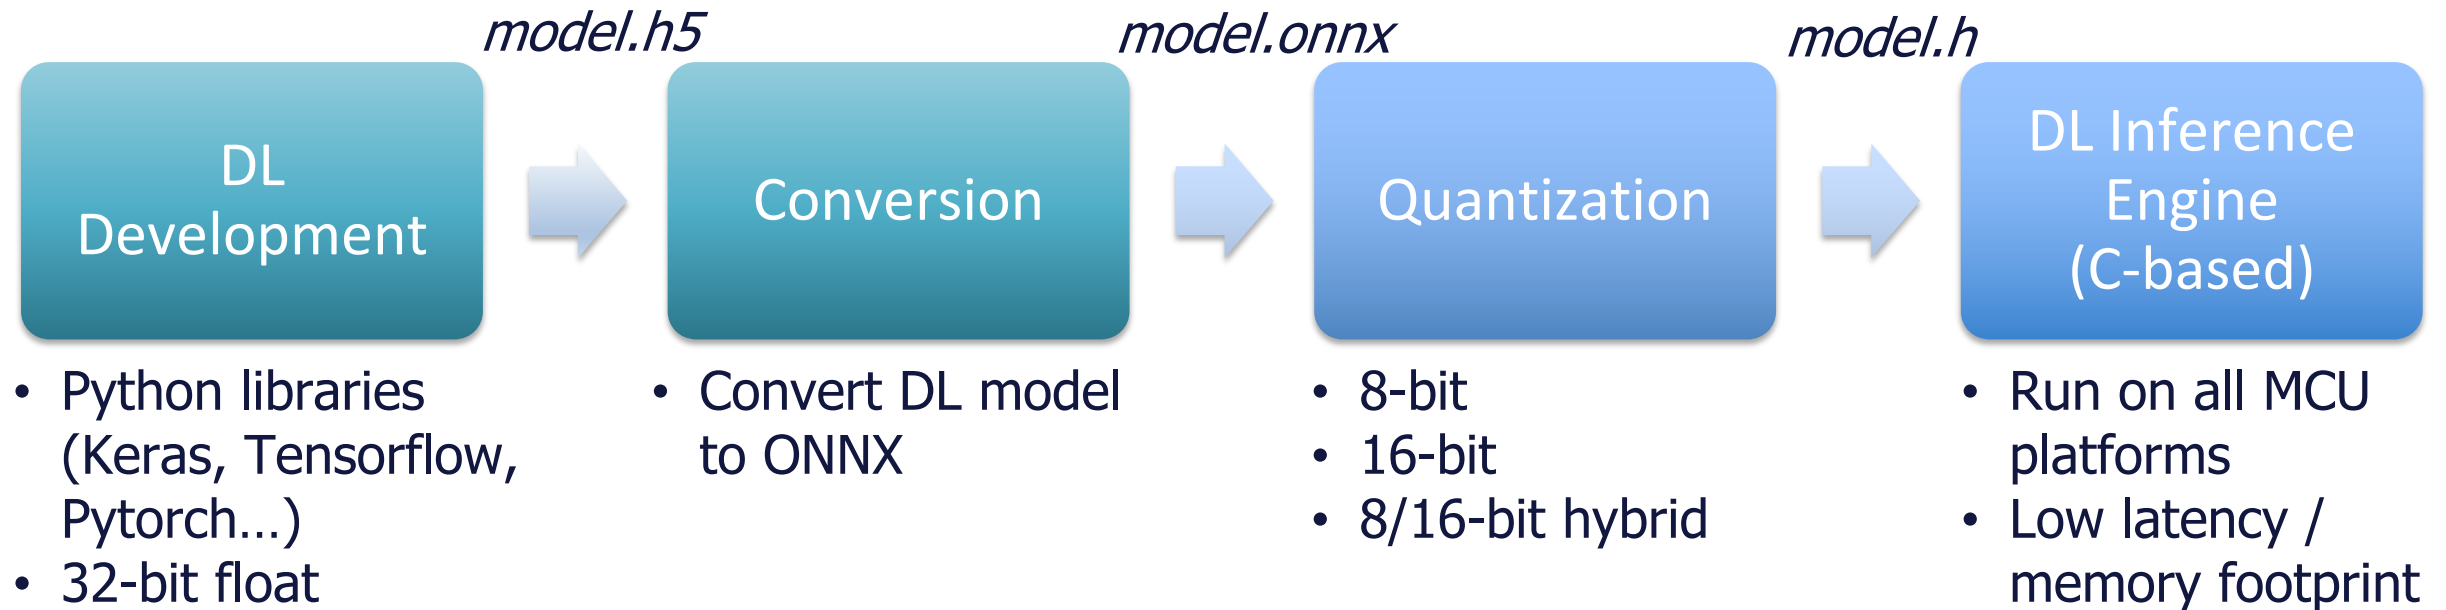 model.h5
model.onnx
model.h
DL
Development
Conversion
Quantization
DL Inference
Engine
(C-based)
• Python libraries
(Keras, Tensorflow,
Pytorch...)
• 32-bit float
• Convert DL model
to ONNX
• 8-bit
• 16-bit
• 8/16-bit hybrid
• Run on all MCU
platforms
• Low latency /
memory footprint